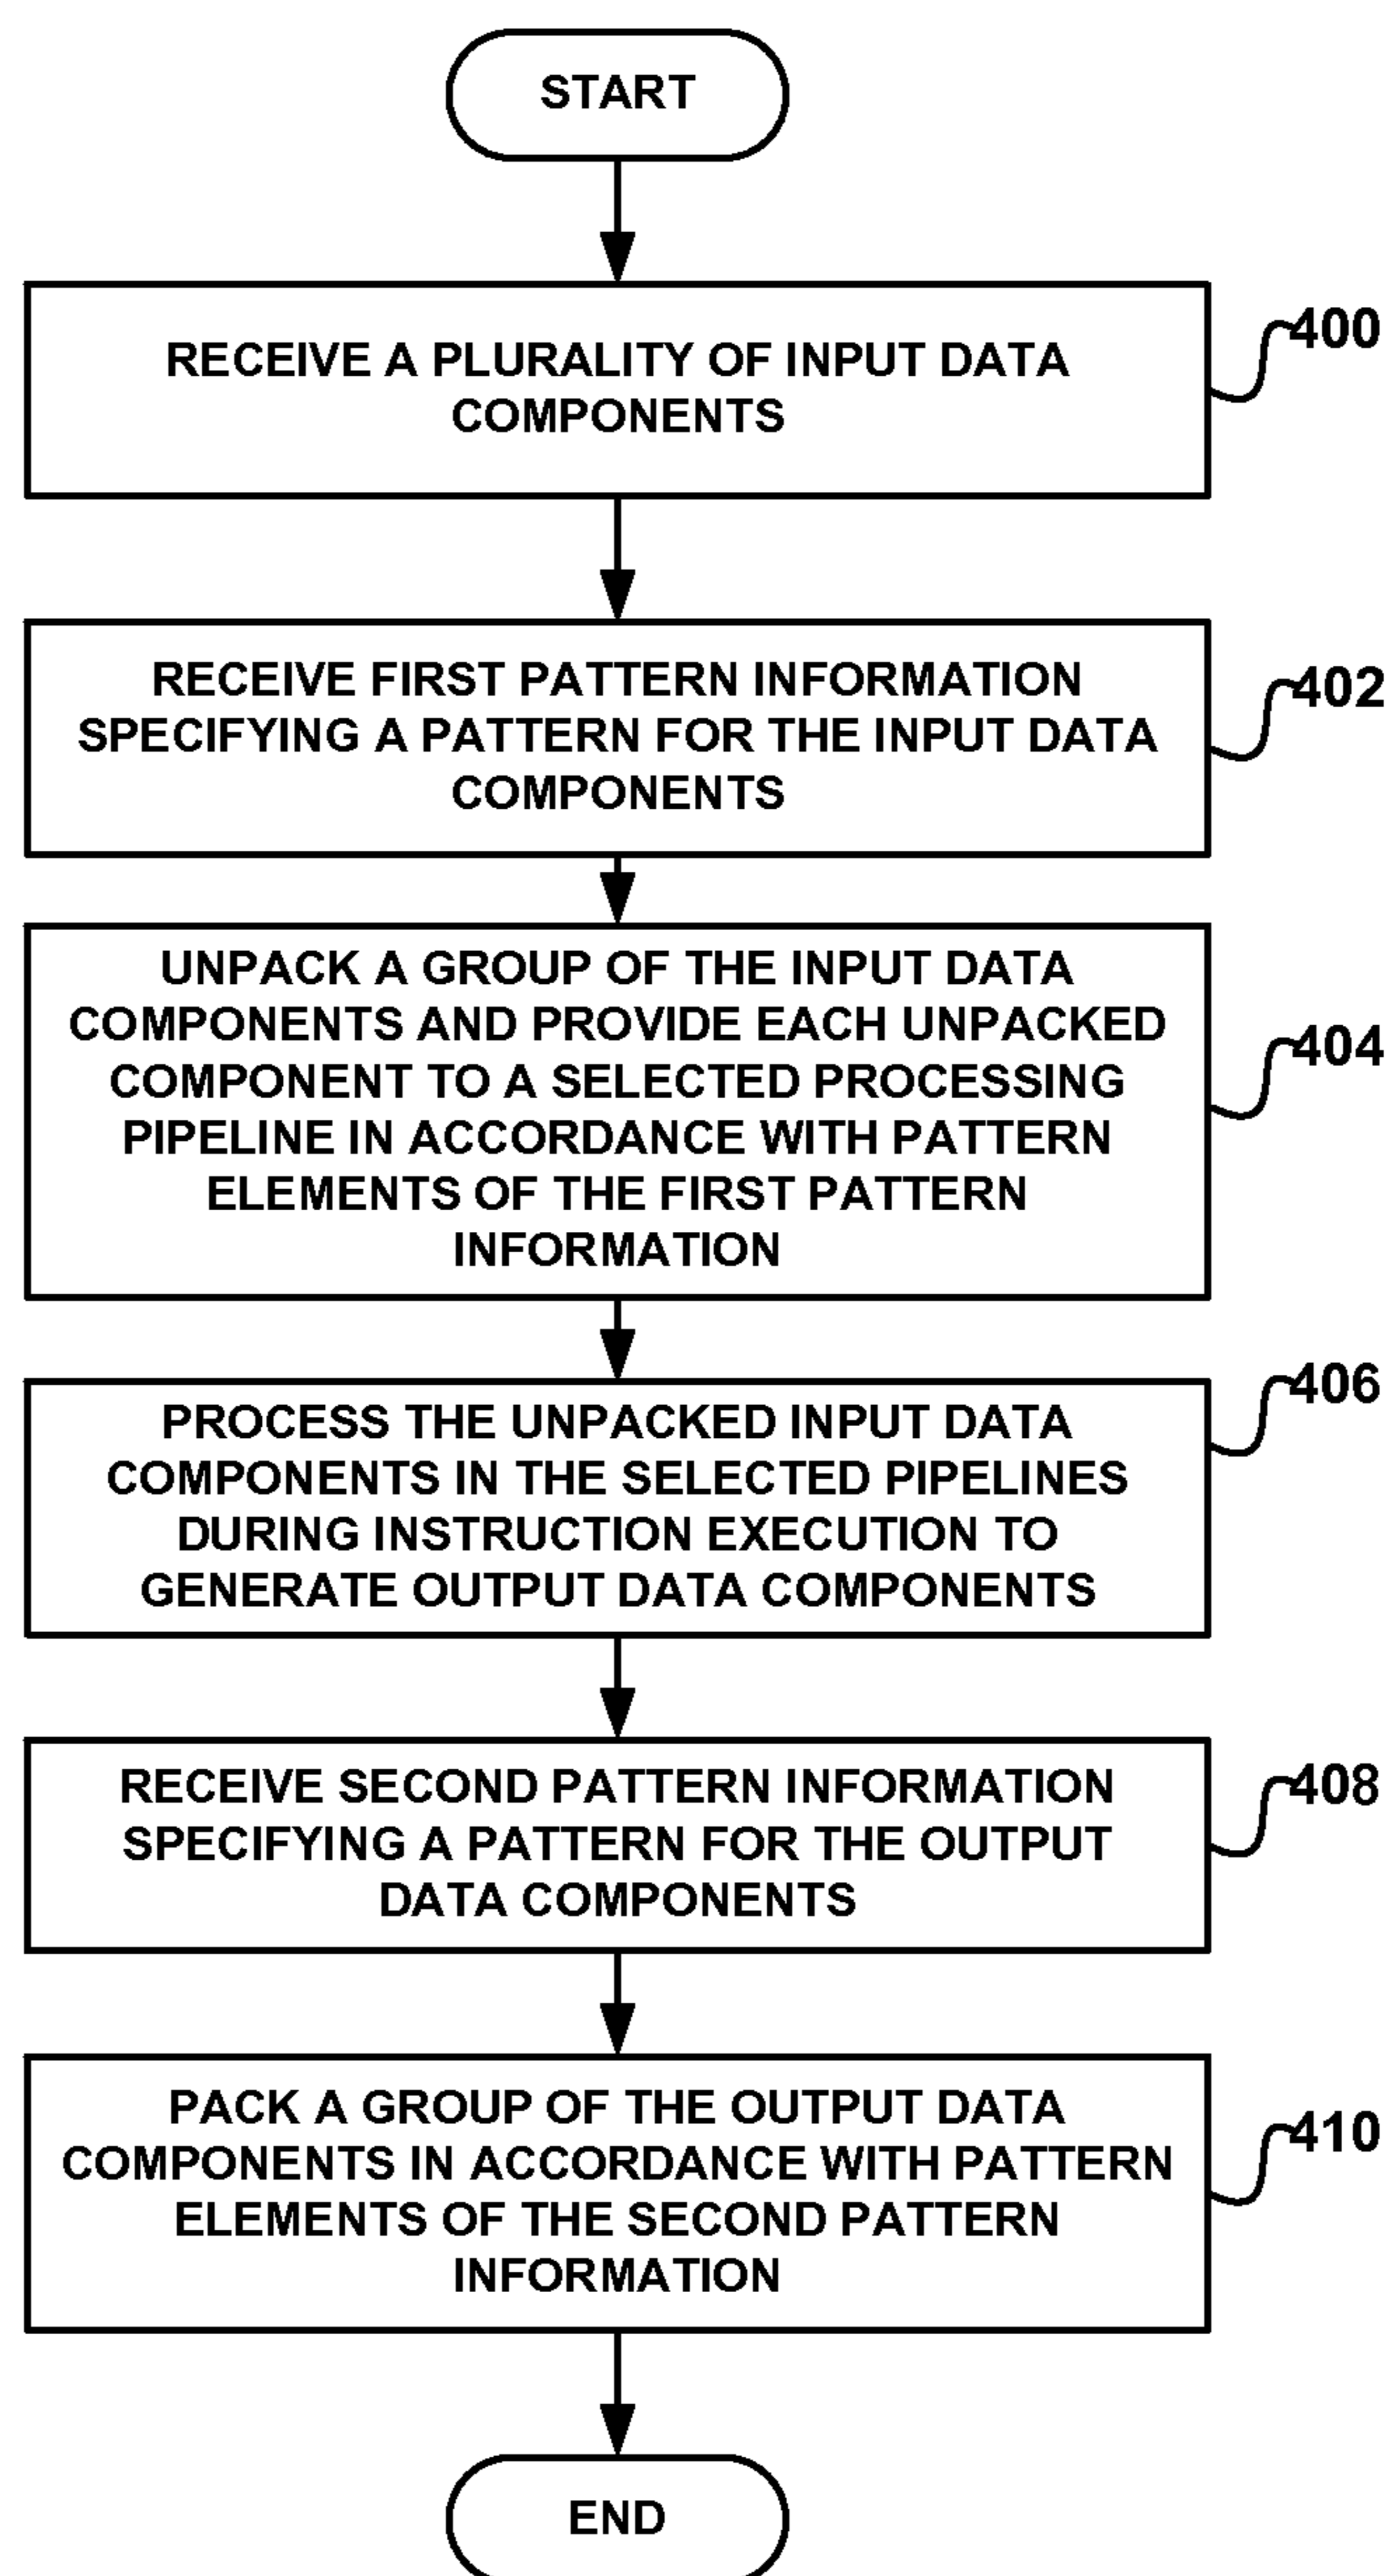 START
RECEIVE A PLURALITY OF INPUT DATA
COMPONENTS
400
RECEIVE FIRST PATTERN INFORMATION
SPECIFYING A PATTERN FOR THE INPUT DATA
COMPONENTS
402
UNPACK A GROUP OF THE INPUT DATA
COMPONENTS AND PROVIDE EACH UNPACKED
COMPONENT TO A SELECTED PROCESSING
PIPELINE IN ACCORDANCE WITH PATTERN
ELEMENTS OF THE FIRST PATTERN
INFORMATION
404
PROCESS THE UNPACKED INPUT DATA
COMPONENTS IN THE SELECTED PIPELINES
DURING INSTRUCTION EXECUTION TO
GENERATE OUTPUT DATA COMPONENTS
406
RECEIVE SECOND PATTERN INFORMATION
SPECIFYING A PATTERN FOR THE OUTPUT
DATA COMPONENTS
408
PACK A GROUP OF THE OUTPUT DATA
COMPONENTS IN ACCORDANCE WITH PATTERN
ELEMENTS OF THE SECOND PATTERN
INFORMATION
410
END